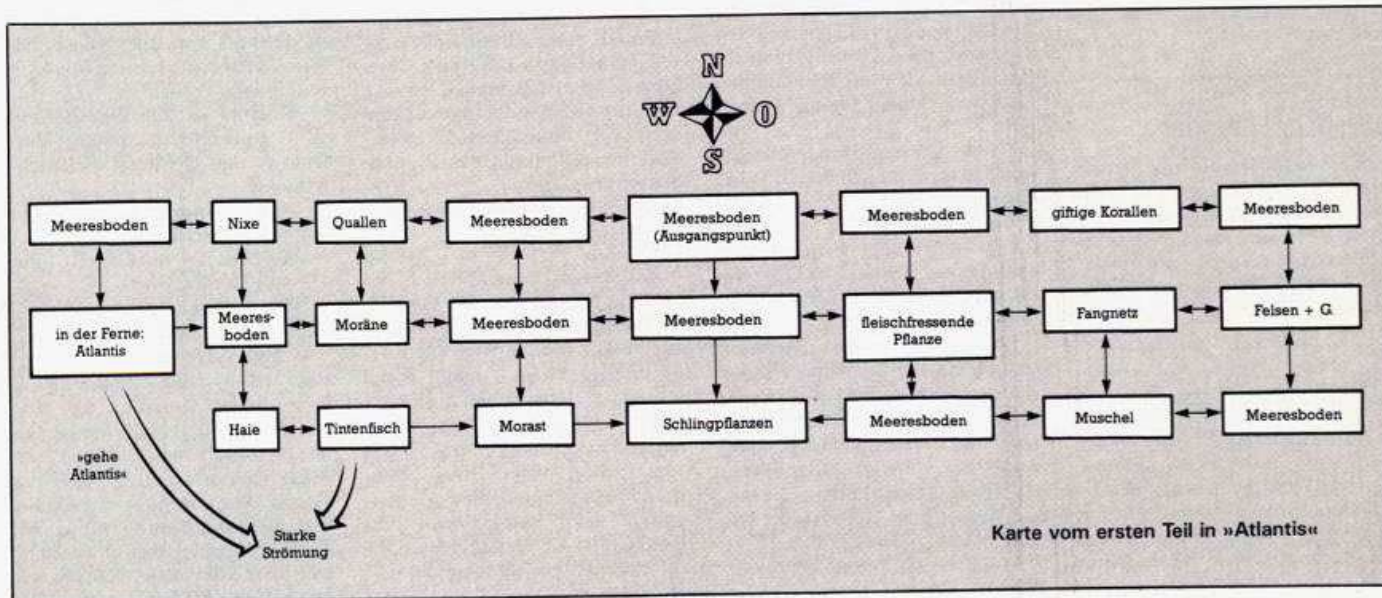 N
W O
S
Meeresboden
Nixe
Quallen
Meeresboden
Meeresboden
(Ausgangspunkt)
Meeresboden
giftige Korallen
Meeresboden
in der Ferne:
Atlantis
Meeres-
boden
Moräne
Meeresboden
Meeresboden
fleischfressende
Pflanze
Fangnetz
Felsen + G.
Haie
Tintenfisch
Morast
Schlingpflanzen
Meeresboden
Muschel
Meeresboden
»gehe
Atlantis«
Starke
Strömung
Karte vom ersten Teil in »Atlantis«